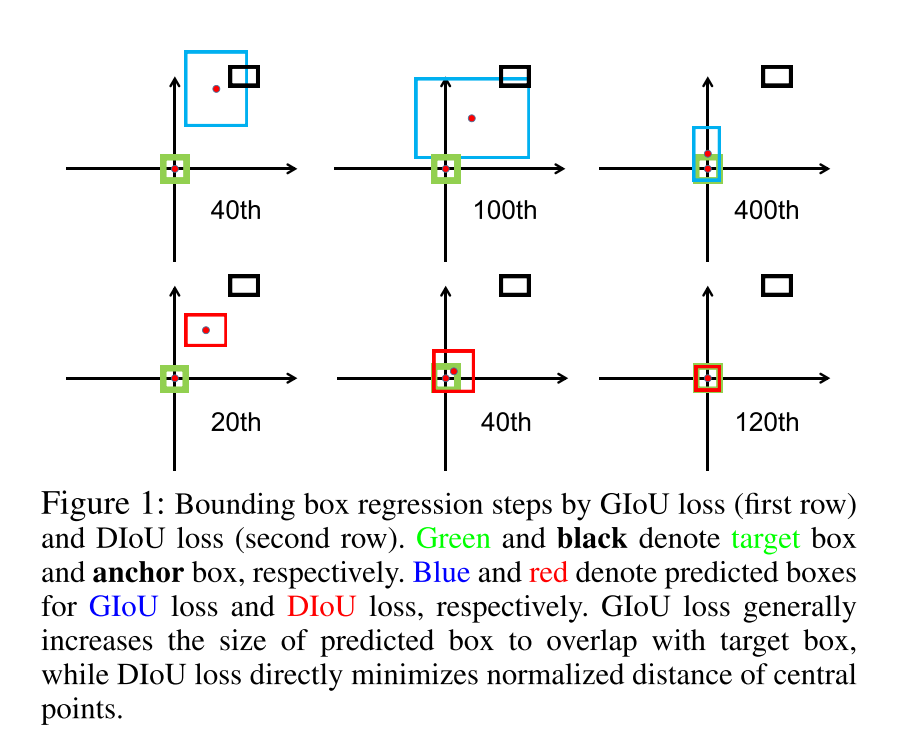 40th
100th
400th
20th
40th
120th
Figure 1: Bounding box regression steps by GIoU loss (first row)
and DIoU loss (second row). Green and black denote target box
and anchor box, respectively. Blue and red denote predicted boxes
for GIoU loss and DIoU loss, respectively. GIoU loss generally
increases the size of predicted box to overlap with target box,
while DIoU loss directly minimizes normalized distance of central
points.